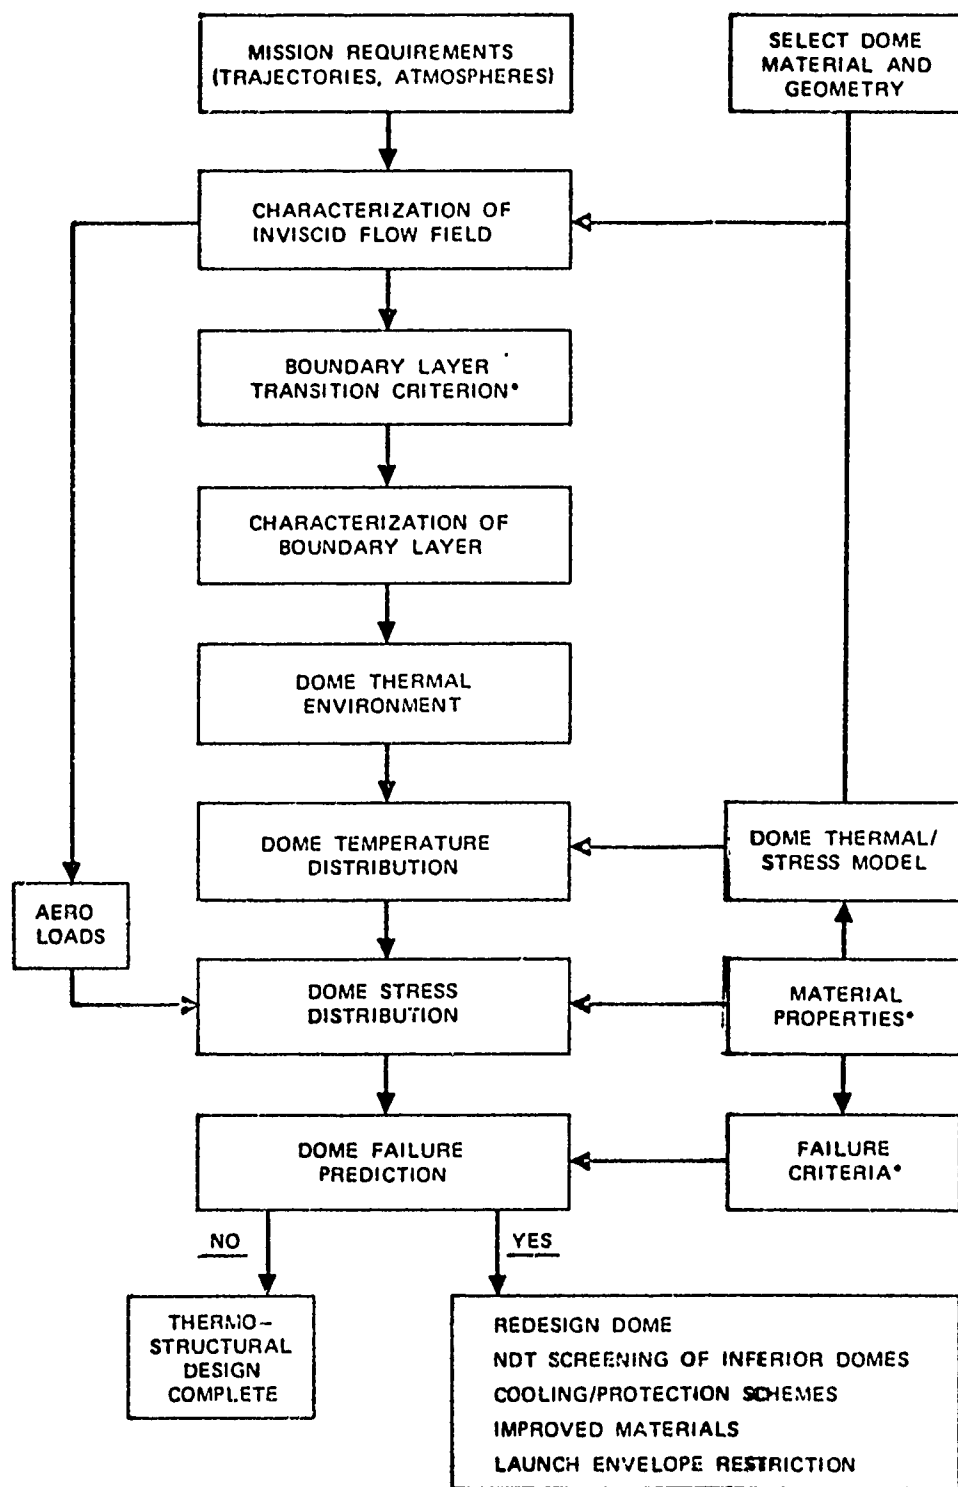 MISSION REQUIREMENTS
(TRAJECTORIES, ATMOSPHERES)
SELECT DOME
MATERIAL AND
GEOMETRY
CHARACTERIZATION OF
INVISCID FLOW FIELD
BOUNDARY LAYER
TRANSITION CRITERION*
CHARACTERIZATION OF
BOUNDARY LAYER
DOME THERMAL
ENVIRONMENT
DOME TEMPERATURE
DISTRIBUTION
DOME THERMAL/
STRESS MODEL
AERO
LOADS
DOME STRESS
DISTRIBUTION
MATERIAL
PROPERTIES*
DOME FAILURE
PREDICTION
FAILURE
CRITERIA*
NO
YES
THERMO-
STRUCTURAL
DESIGN
COMPLETE
REDESIGN DOME
NDT SCREENING OF INFERIOR DOMES
COOLING/PROTECTION SCHEMES
IMPROVED MATERIALS
LAUNCH ENVELOPE RESTRICTION